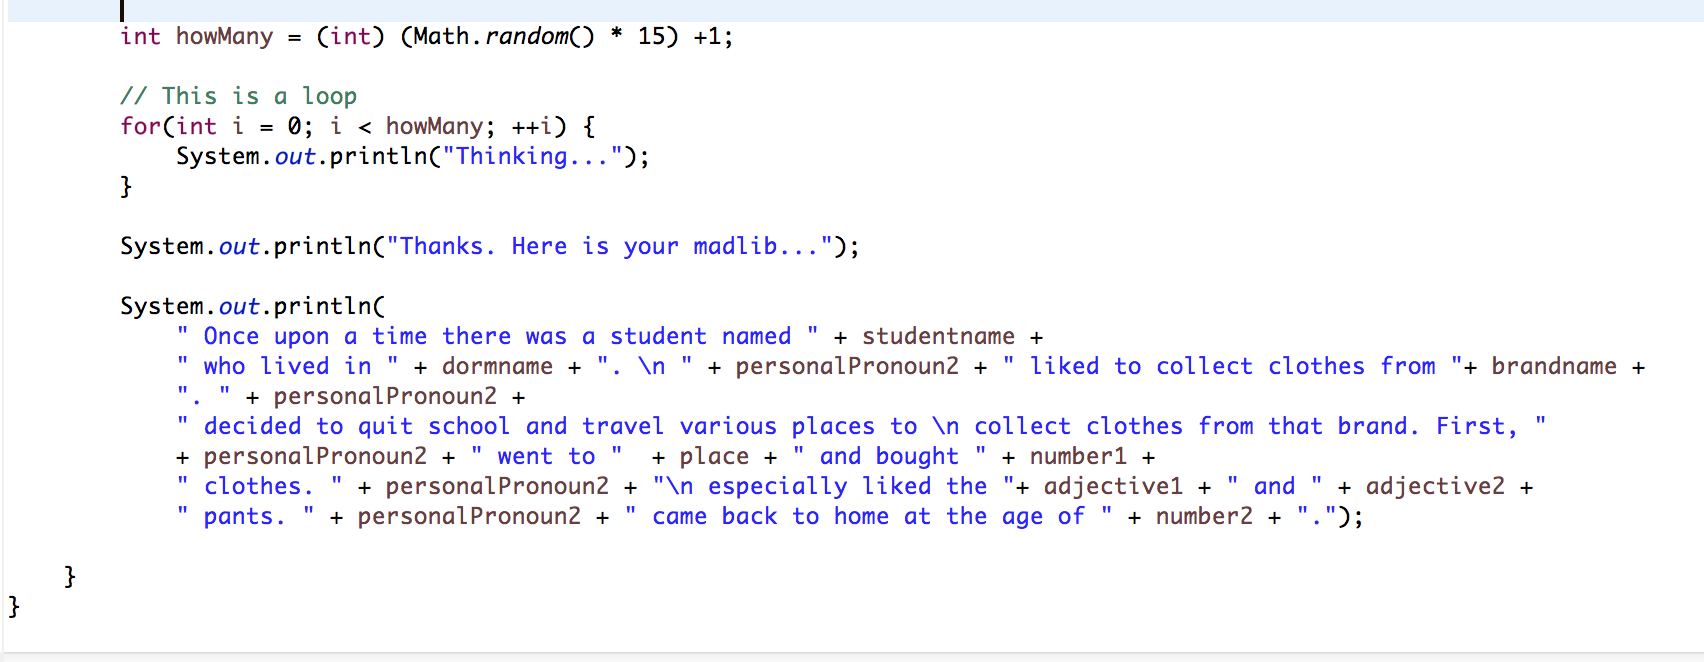 int howMany = (int) (Math.random() * 15) +1;
// This is a loop
for(int i = 0; i < howMany; ++i) {
System.out.println("Thinking...");
}
System.out.println("Thanks. Here is your madlib...");
System.out.println(
" Once upon a time there was a student named " + studentname +
" who lived in " + dormname + ". \n " + personalPronoun2 + " liked to collect clothes from "+ brandname +
". " + personalPronoun2 +
" decided to quit school and travel various places to \n collect clothes from that brand. First, "
+ personalPronoun2 + " went to "  + place + " and bought " + number1 +
" clothes. " + personalPronoun2 + "\n especially liked the "+ adjective1 + " and " + adjective2 +
" pants. " + personalPronoun2 + " came back to home at the age of " + number2 + ".");
}
}